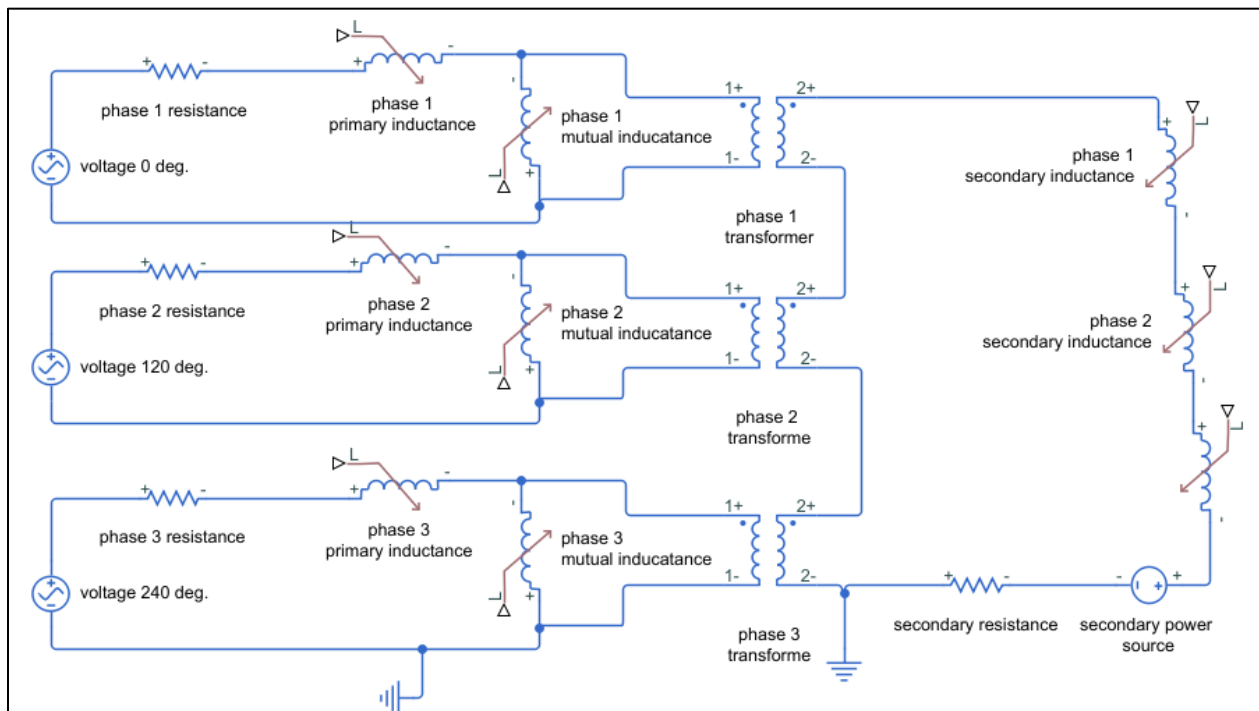 L
+ -
+ -
phase 1 resistance
phase 1
primary inductance
-
phase 1
mutual inducatance
L
+
voltage 0 deg.
1+
2+
1-
2-
phase 1
transformer
+
L
phase 1
secondary inductance
-
L
+ -
+ -
phase 2 resistance
phase 2
primary inductance
-
phase 2
mutual inducatance
L
+
voltage 120 deg.
1+
2+
1-
2-
phase 2
transforme
+
L
phase 2
secondary inductance
-
+
L
-
L
+ -
+ -
phase 3 resistance
phase 3
primary inductance
-
phase 3
mutual inducatance
L
+
voltage 240 deg.
1+
2+
1-
2-
phase 3
transforme
+ -
secondary resistance
- +
secondary power
source